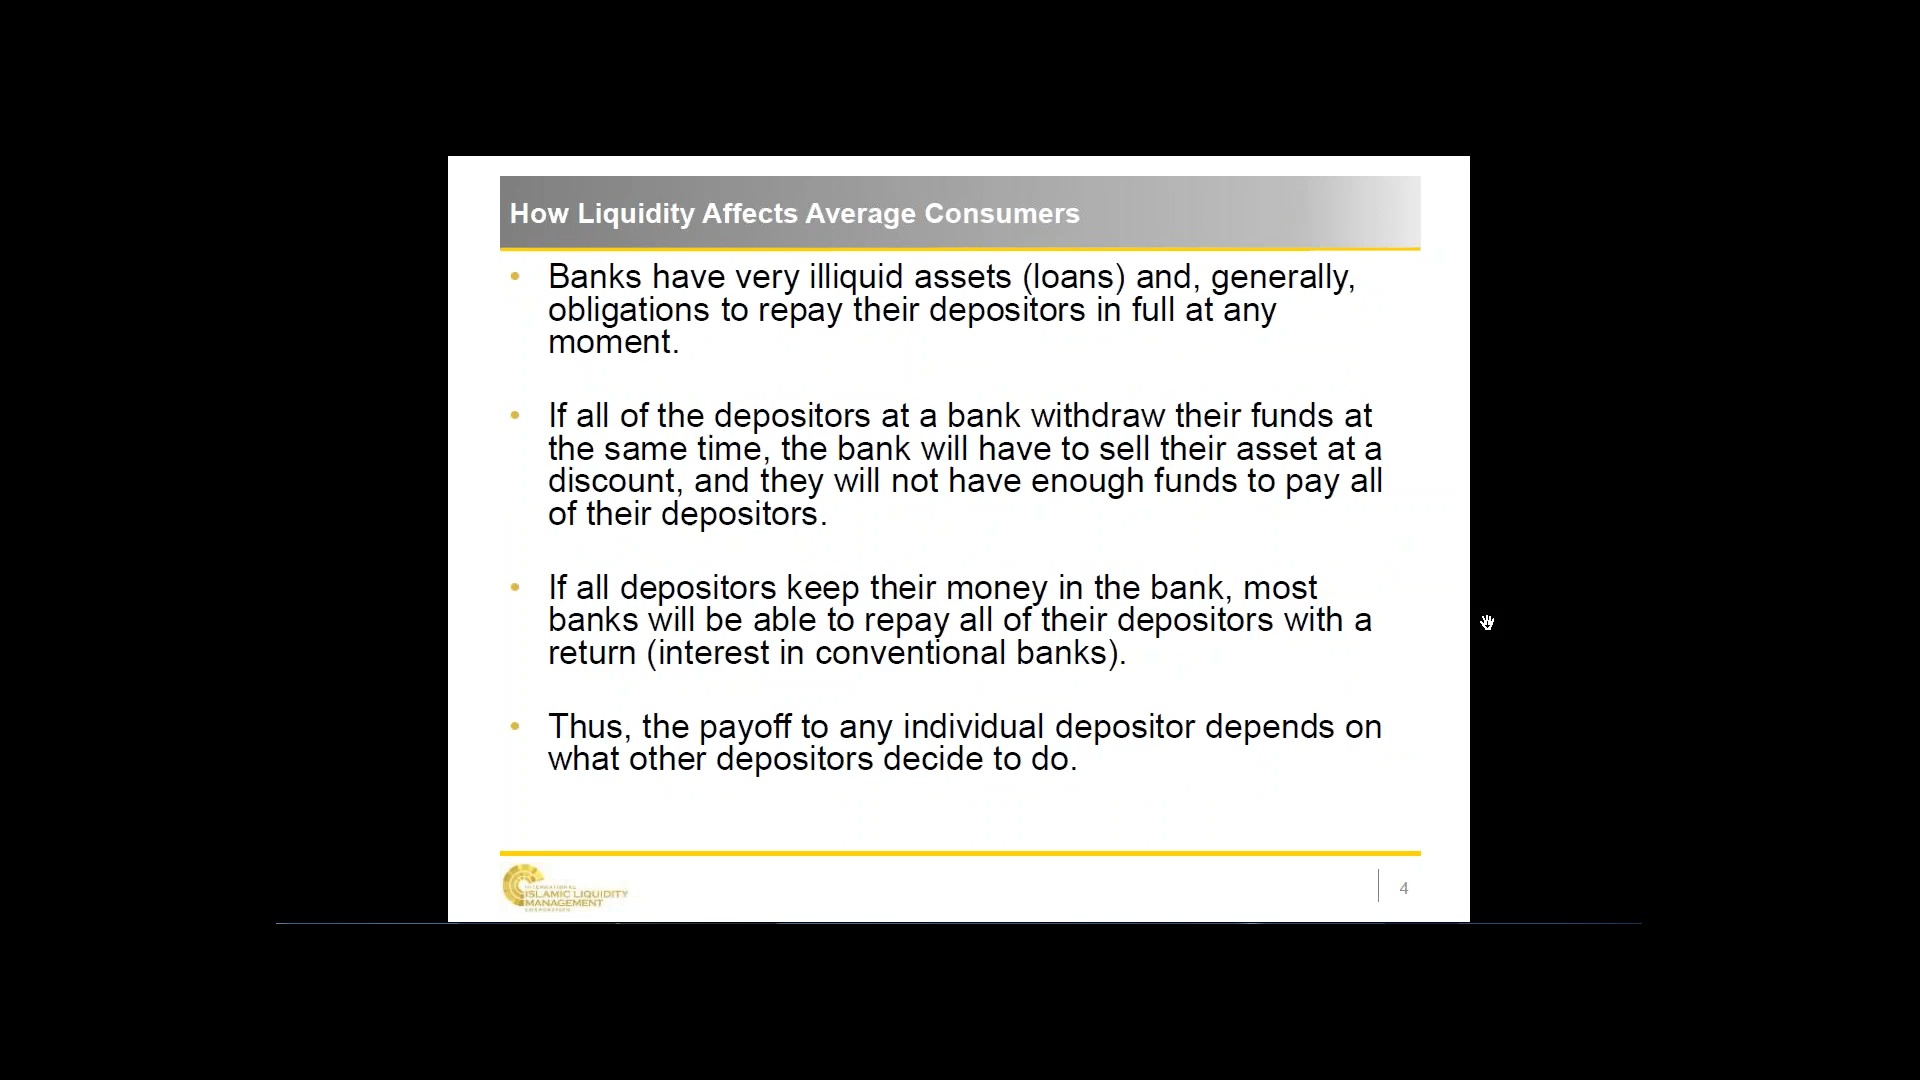 How Liquidity Affects Average Consumers
• Banks have very illiquid assets (loans) and, generally,
obligations to repay their depositors in full at any
moment.
• If all of the depositors at a bank withdraw their funds at
the same time, the bank will have to sell their asset at a
discount, and they will not have enough funds to pay all
of their depositors.
• If all depositors keep their money in the bank, most
banks will be able to repay all of their depositors with a
return (interest in conventional banks).
• Thus, the payoff to any individual depositor depends on
what other depositors decide to do.
INTERNATIONAL
ISLAMIC LIQUIDITY
MANAGEMENT
CORPORATION
4